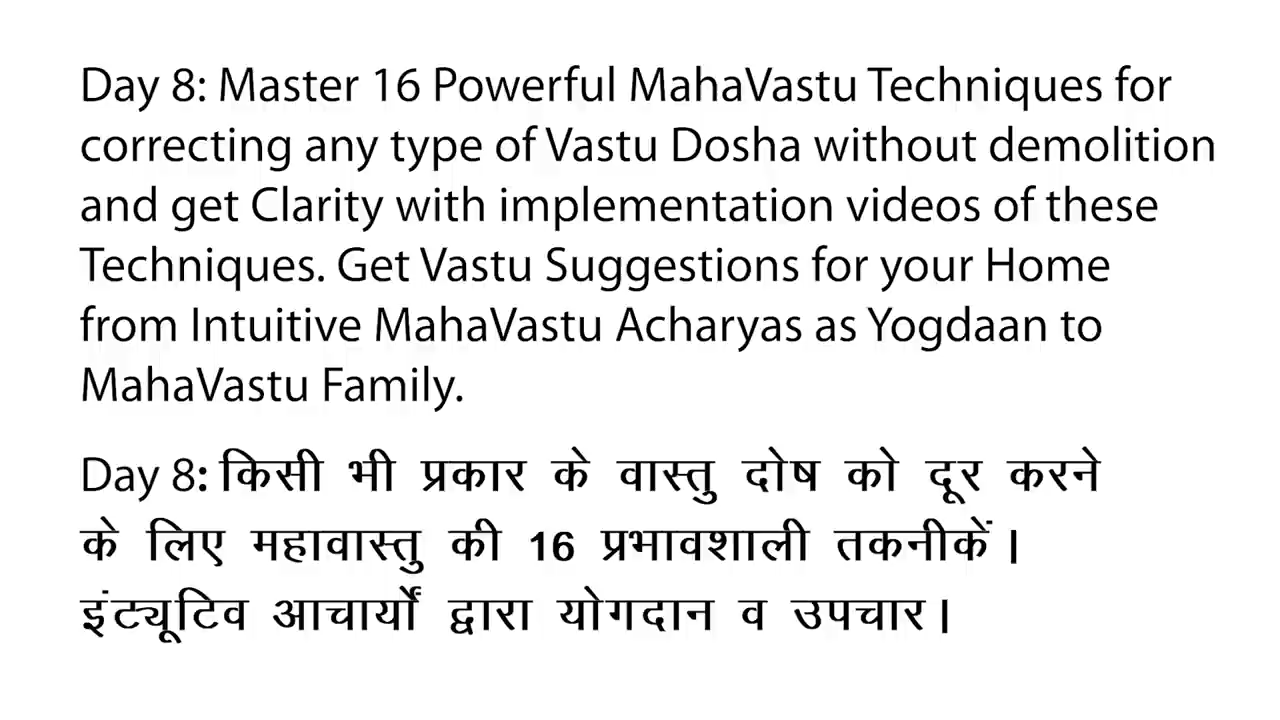 Day 8: Master 16 Powerful MahaVastu Techniques for
correcting any type of Vastu Dosha without demolition
and get Clarity with implementation videos of these
Techniques. Get Vastu Suggestions for your Home
from Intuitive MahaVastu Acharyas as Yogdaan to
MahaVastu Family.
Day 8: किसी भी प्रकार के वास्तु दोष को दूर करने
के लिए महावास्तु की 16 प्रभावशाली तकनीकें।
इंट्यूटिव आचार्यों द्वारा योगदान व उपचार।